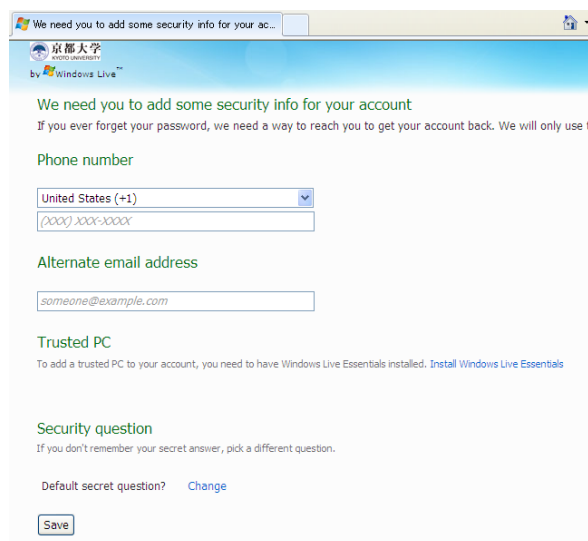 We need you to add some security info for your ac...
京都大学
KYOTO UNIVERSITY
by Windows Live™
We need you to add some security info for your account
If you ever forget your password, we need a way to reach you to get your account back. We will only use
Phone number
United States (+1)
(XXX) XXX-XXXX
Alternate email address
someone@example.com
Trusted PC
To add a trusted PC to your account, you need to have Windows Live Essentials installed. Install Windows Live Essentials
Security question
If you don't remember your secret answer, pick a different question.
Default secret question? Change
Save